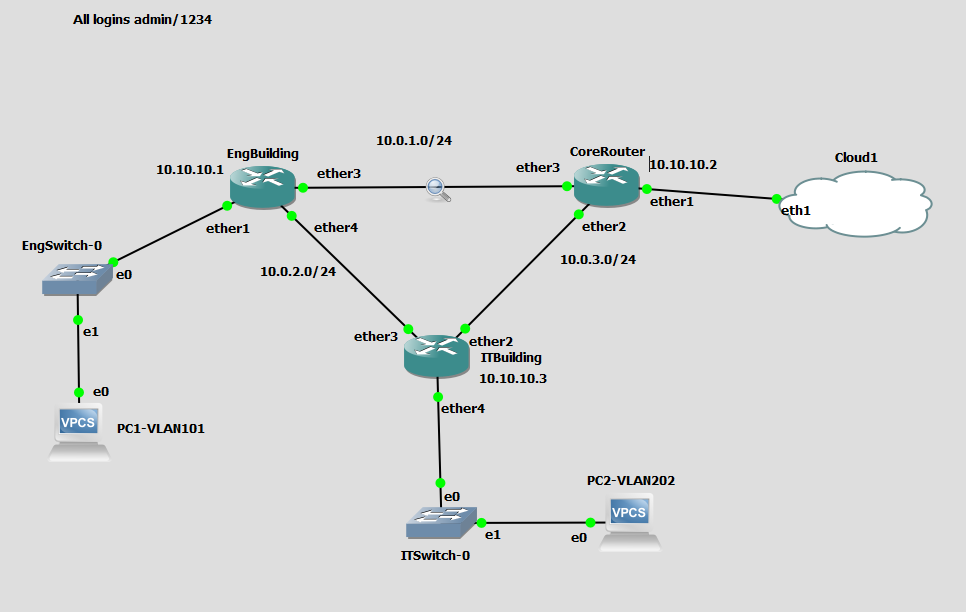 All logins admin/1234
10.0.1.0/24
EngBuilding
CoreRouter
10.10.10.1
10.10.10.2
Cloud1
ether3
ether3
ether1
eth1
ether1
ether4
ether2
EngSwitch-0
e0
10.0.2.0/24
10.0.3.0/24
e1
ether3
ether2
ITBuilding
10.10.10.3
e0
VPCS
PC1-VLAN101
ether4
PC2-VLAN202
e0
VPCS
e1
e0
ITSwitch-0